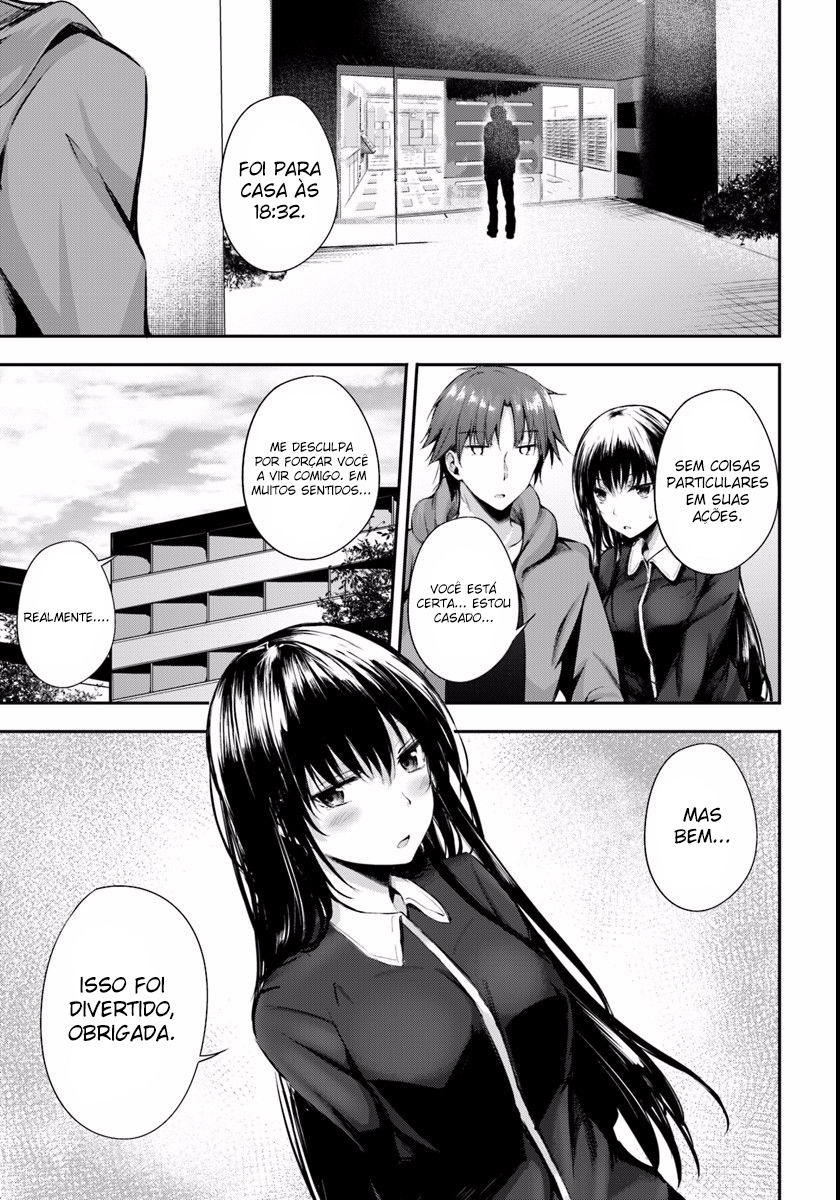 FOI PARA
CASA ÀS
18:32.
SEM COISAS
PARTICULARES
EM SUAS
AÇÕES.
VOCÊ ESTÁ
CERTA... ESTOU
CASADO...
ME DESCULPA
POR FORÇAR VOCÊ
A VIR COMIGO. EM
MUITOS SENTIDOS...
REALMENTE....
MAS
BEM...
ISSO FOI
DIVERTIDO,
OBRIGADA.